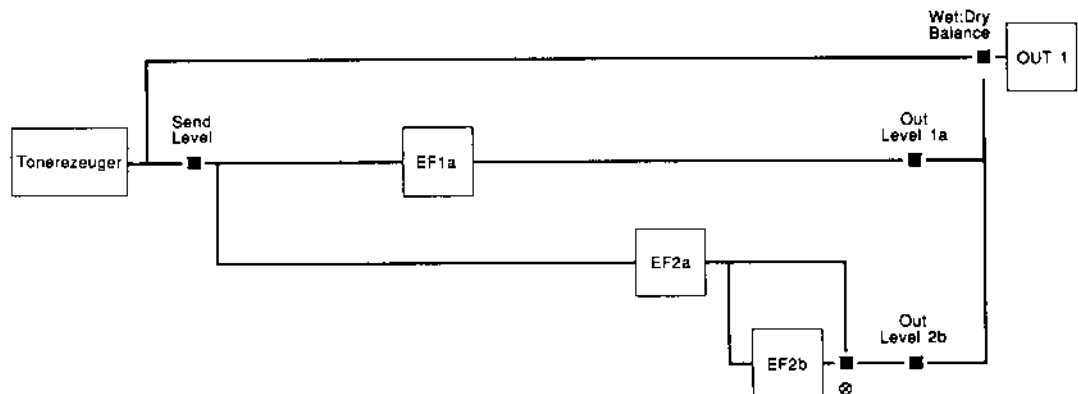 Wet:Dry
Balance
OUT 1
Send
Level
Out
Level 1a
Tonerezeuger
EF1a
EF2a
Out
Level 2b
EF2b